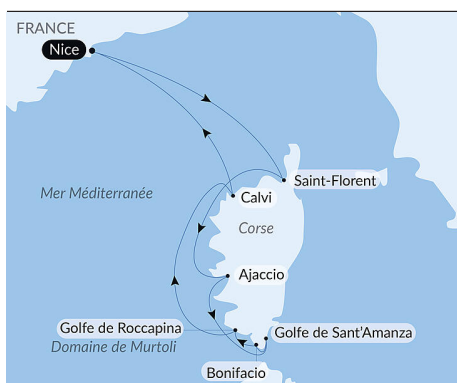 FRANCE
Nice
Saint-Florent
Mer Méditerranée
Calvi
Corse
Ajaccio
Golfe de Roccapina
Golfe de Sant'Amanza
Domaine de Murtoli
Bonifacio